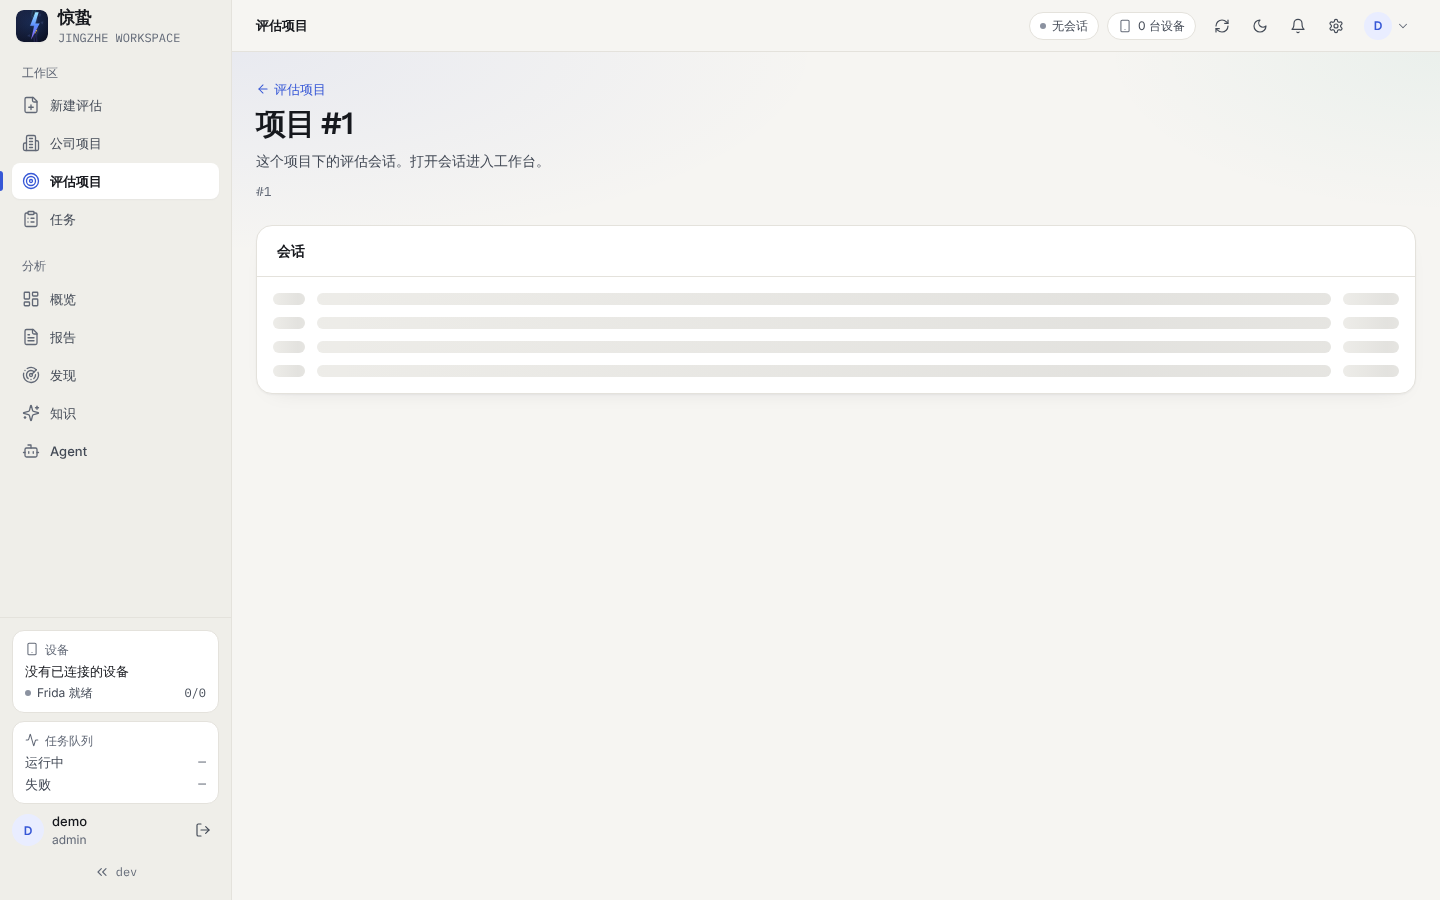 惊蛰
JINGZHE WORKSPACE
工作区
新建评估
公司项目
评估项目
任务
分析
概览
报告
发现
知识
Agent
设备
没有已连接的设备
Frida 就绪 0/0
任务队列
运行中 —
失败 —
D
demo
admin
dev
评估项目
无会话
0 台设备
D
评估项目
项目 #1
这个项目下的评估会话。打开会话进入工作台。
#1
会话